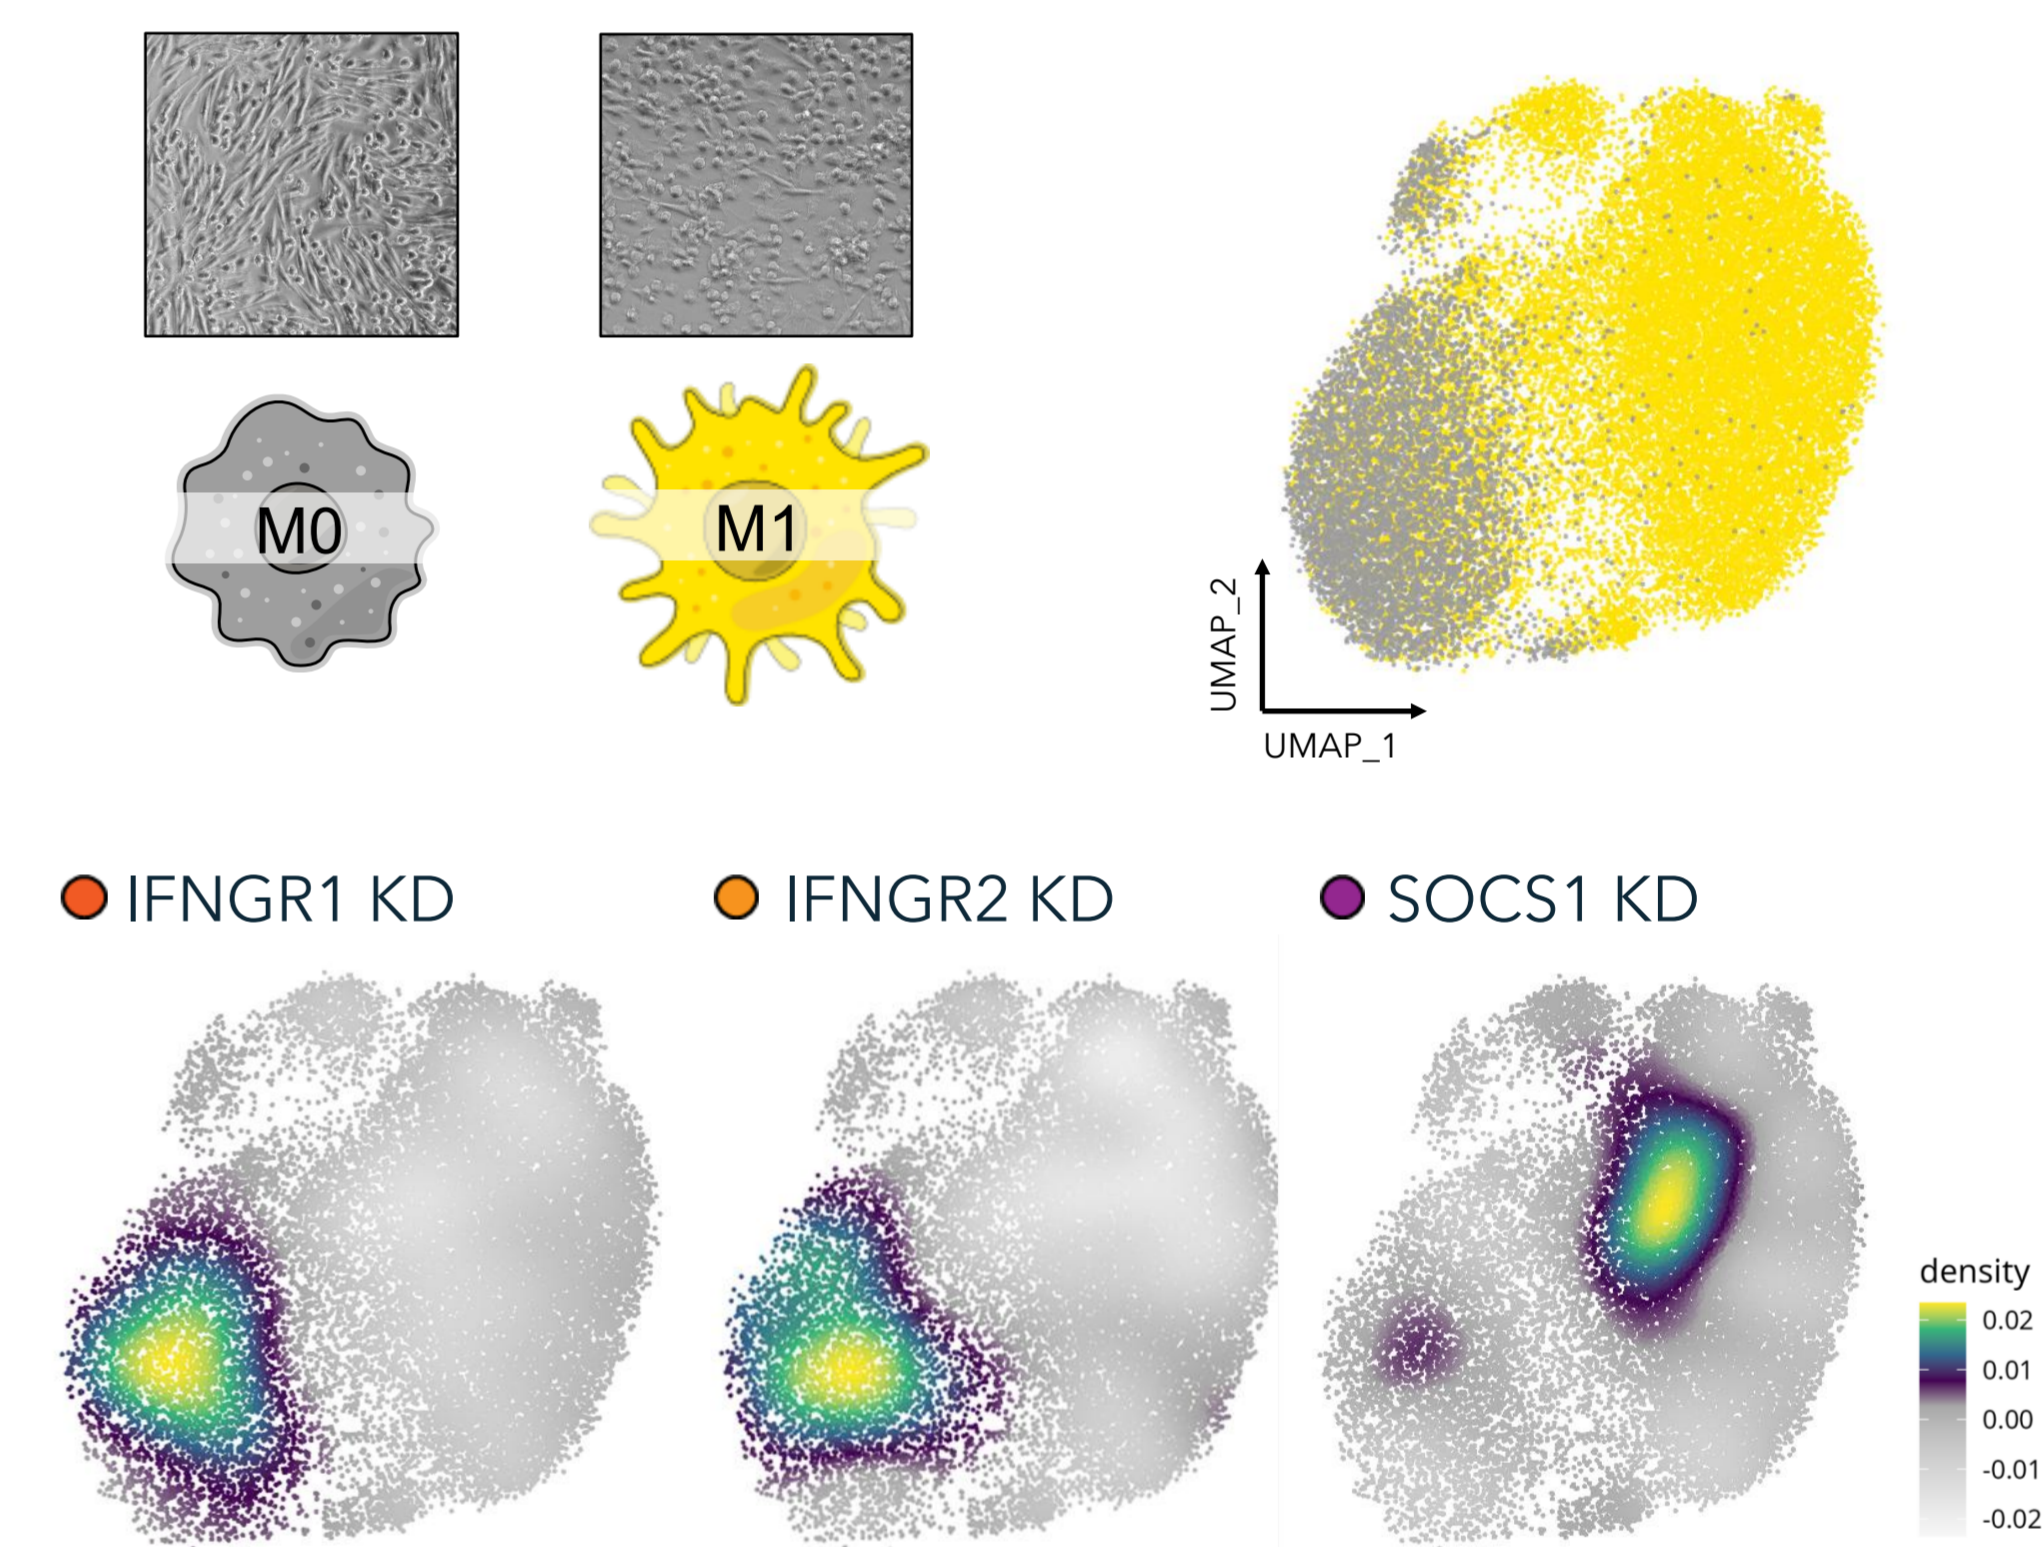 M0
M1
UMAP_2
UMAP_1
IFNGR1 KD
IFNGR2 KD
SOCS1 KD
density
0.02
0.01
0.00
-0.01
-0.02